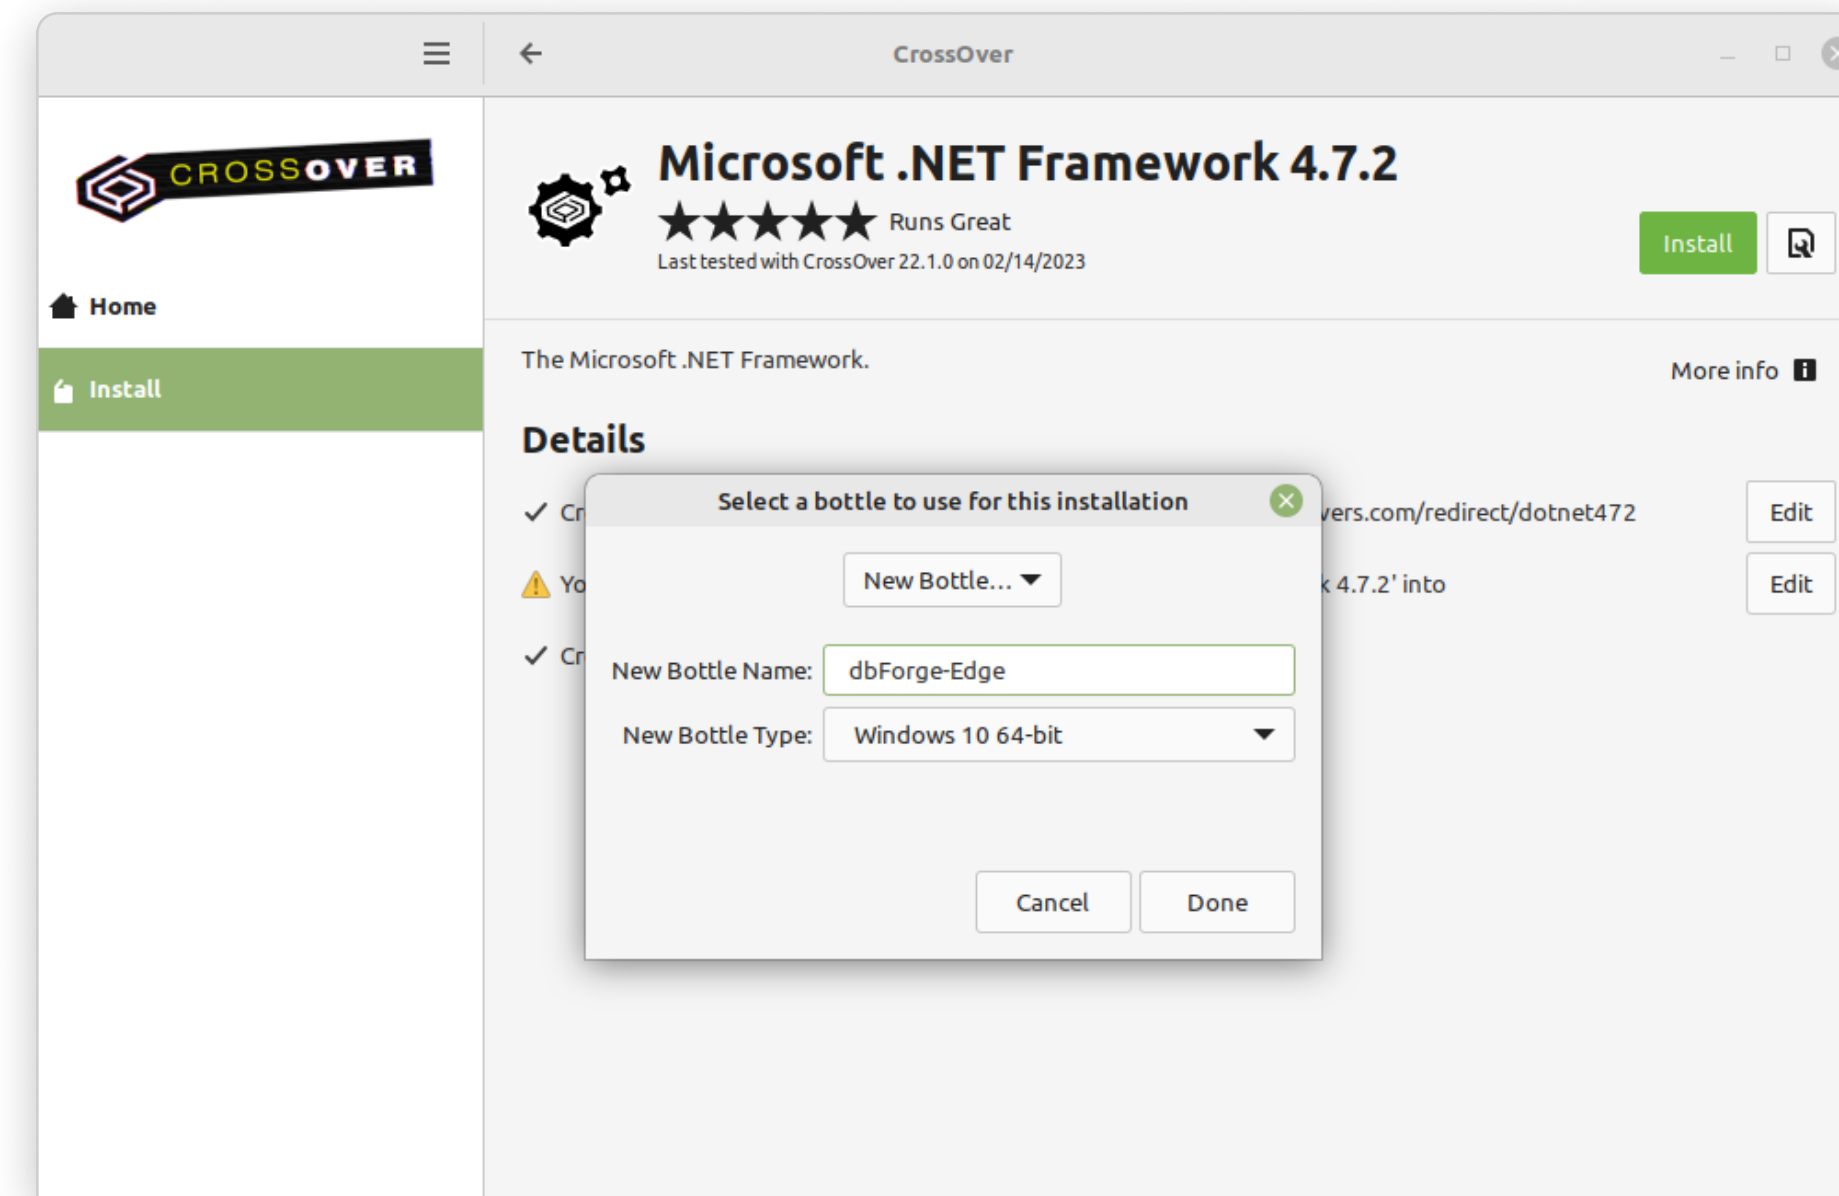 CrossOver
CROSSOVER
Home
Install
Microsoft .NET Framework 4.7.2
Runs Great
Last tested with CrossOver 22.1.0 on 02/14/2023
Install
The Microsoft .NET Framework.
More info
Details
Select a bottle to use for this installation
Cr
vers.com/redirect/dotnet472
Edit
New Bottle...
Yo
k 4.7.2' into
Edit
Cr
New Bottle Name: dbForge-Edge
New Bottle Type: Windows 10 64-bit
Cancel
Done